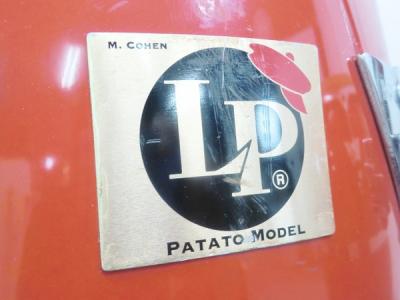 M. COHEN
LP®
PATATO MODEL